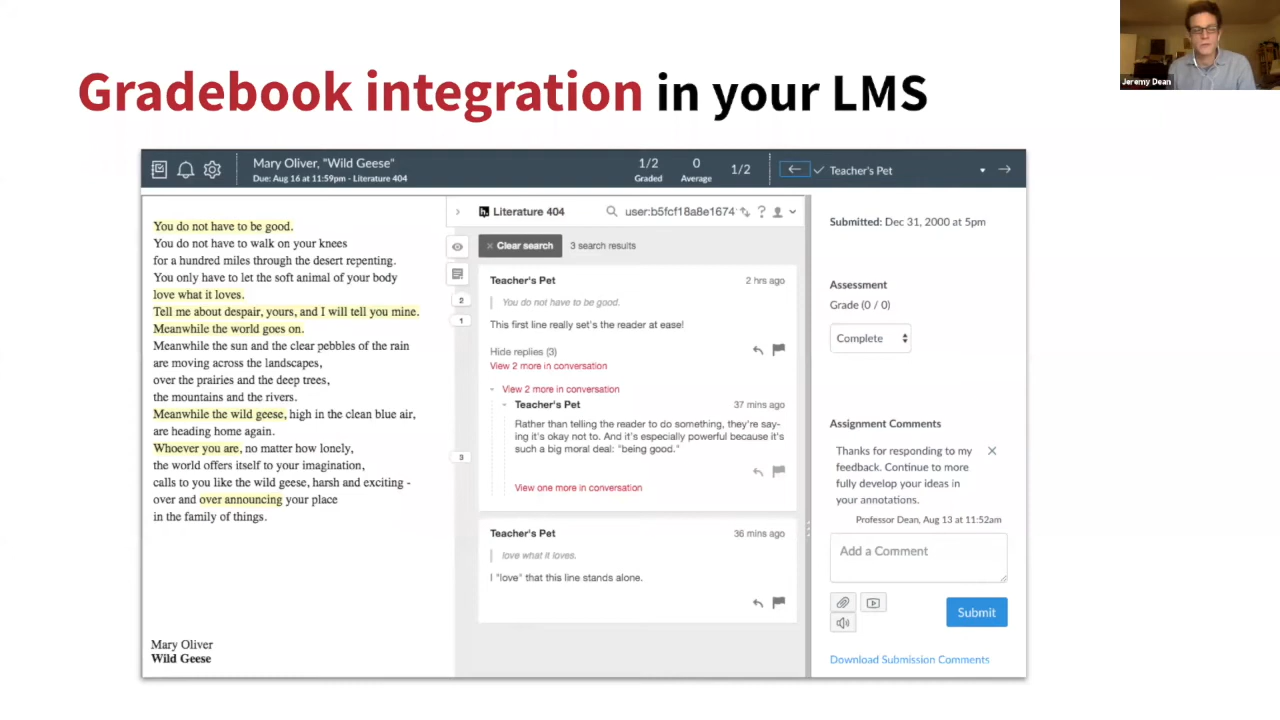 Jeremy Dean
Gradebook integration in your LMS
Mary Oliver, "Wild Geese"
Due: Aug 16 at 11:59pm - Literature 404
1/2
Graded
0
Average
1/2
Teacher's Pet
You do not have to be good.
You do not have to walk on your knees
for a hundred miles through the desert repenting.
You only have to let the soft animal of your body
love what it loves.
Tell me about despair, yours, and I will tell you mine.
Meanwhile the world goes on.
Meanwhile the sun and the clear pebbles of the rain
are moving across the landscapes,
over the prairies and the deep trees,
the mountains and the rivers.
Meanwhile the wild geese, high in the clean blue air,
are heading home again.
Whoever you are, no matter how lonely,
the world offers itself to your imagination,
calls to you like the wild geese, harsh and exciting -
over and over announcing your place
in the family of things.
Mary Oliver
Wild Geese
h.
Literature 404
user:b5fcf18a8e1674
?
Clear search
3 search results
2
1
3
Teacher's Pet
2 hrs ago
You do not have to be good.
This first line really set's the reader at ease!
Hide replies (3)
View 2 more in conversation
View 2 more in conversation
Teacher's Pet
37 mins ago
Rather than telling the reader to do something, they're say-
ing it's okay not to. And it's especially powerful because it's
such a big moral deal: "being good."
View one more in conversation
Teacher's Pet
36 mins ago
love what it loves.
I "love" that this line stands alone.
Submitted: Dec 31, 2000 at 5pm
Assessment
Grade (0 / 0)
Complete
Assignment Comments
Thanks for responding to my
feedback. Continue to more
fully develop your ideas in
your annotations.
Professor Dean, Aug 13 at 11:52am
Add a Comment
Submit
Download Submission Comments